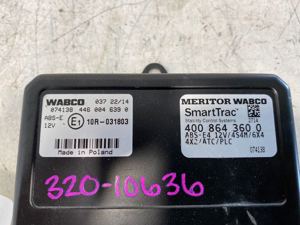 WABCO 037 22/14
074138 446 004 639 0
ABS-E
12V E1 10R-031803
Made in Poland
MERITOR WABCO
SmartTrac
Stability Control Systems 2714
400 864 360 0
ABS-E4 12V/4S4M/6X4
4X2/ATC/PLC
074138
320-10636